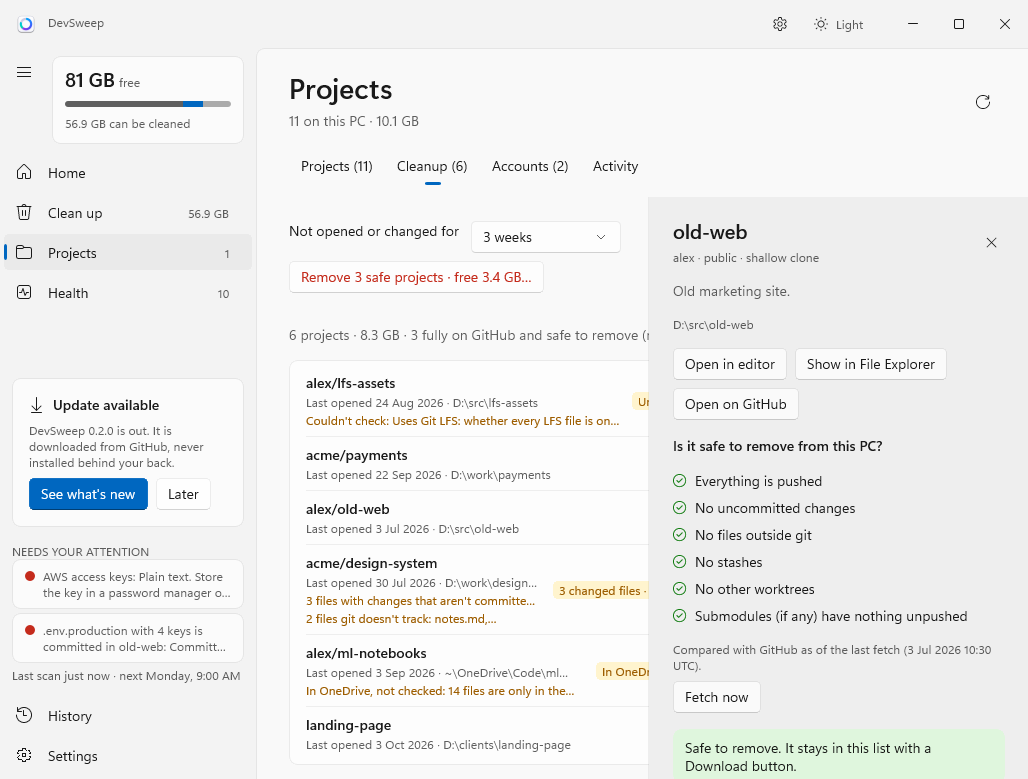 DevSweep
Light
81 GB free
56.9 GB can be cleaned
Home
Clean up 56.9 GB
Projects 1
Health 10
Update available
DevSweep 0.2.0 is out. It is
downloaded from GitHub, never
installed behind your back.
See what's new
Later
NEEDS YOUR ATTENTION
AWS access keys: Plain text. Store
the key in a password manager o...
.env.production with 4 keys is
committed in old-web: Committ...
Last scan just now · next Monday, 9:00 AM
History
Settings
Projects
11 on this PC · 10.1 GB
Projects (11)
Cleanup (6)
Accounts (2)
Activity
Not opened or changed for
3 weeks
Remove 3 safe projects · free 3.4 GB...
6 projects · 8.3 GB · 3 fully on GitHub and safe to remove (
alex/lfs-assets
Last opened 24 Aug 2026 · D:\src\lfs-assets
Couldn't check: Uses Git LFS: whether every LFS file is on...
acme/payments
Last opened 22 Sep 2026 · D:\work\payments
alex/old-web
Last opened 3 Jul 2026 · D:\src\old-web
acme/design-system
Last opened 30 Jul 2026 · D:\work\design...
3 files with changes that aren't committe...
2 files git doesn't track: notes.md,...
3 changed files ·
alex/ml-notebooks
Last opened 3 Sep 2026 · ~\OneDrive\Code\ml...
In OneDrive, not checked: 14 files are only in the...
In OneDr
landing-page
Last opened 3 Oct 2026 · D:\clients\landing-page
old-web
alex · public · shallow clone
Old marketing site.
D:\src\old-web
Open in editor
Show in File Explorer
Open on GitHub
Is it safe to remove from this PC?
Everything is pushed
No uncommitted changes
No files outside git
No stashes
No other worktrees
Submodules (if any) have nothing unpushed
Compared with GitHub as of the last fetch (3 Jul 2026 10:30
UTC).
Fetch now
Safe to remove. It stays in this list with a
Download button.